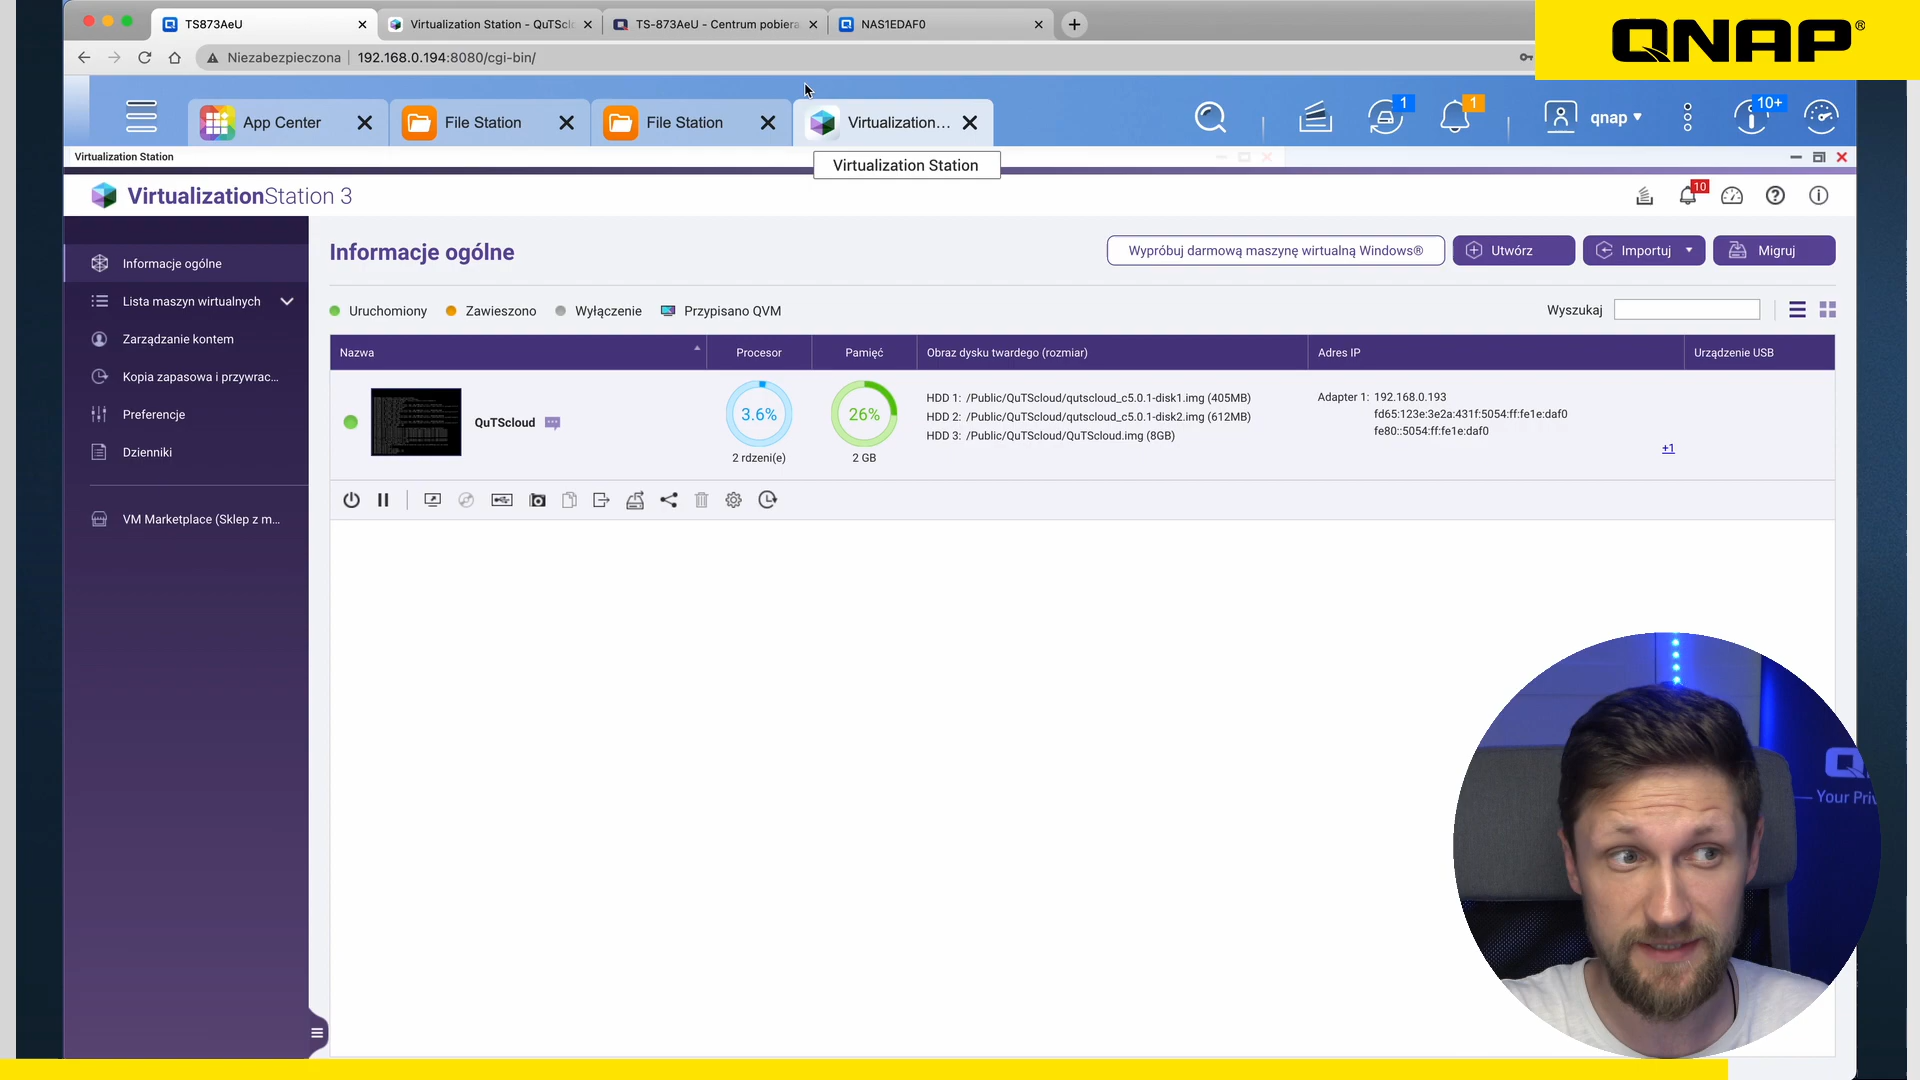 TS873AeU
Virtualization Station - QuTScl
TS-873AeU - Centrum pobiera
NAS1EDAF0
QNAP®
Niezabezpieczona
192.168.0.194:8080/cgi-bin/
App Center
File Station
File Station
Virtualization...
1
1
qnap
10+
Virtualization Station
Virtualization Station
VirtualizationStation 3
10
Informacje ogólne
Lista maszyn wirtualnych
Zarządzanie kontem
Kopia zapasowa i przywrac...
Preferencje
Dzienniki
VM Marketplace (Sklep z m...
Informacje ogólne
Wypróbuj darmową maszynę wirtualną Windows®
Utwórz
Importuj
Migruj
Uruchomiony
Zawieszono
Wyłączenie
Przypisano QVM
Wyszukaj
Nazwa
Procesor
Pamięć
Obraz dysku twardego (rozmiar)
Adres IP
Urządzenie USB
QuTScloud
3.6%
2 rdzeni(e)
26%
2 GB
HDD 1: /Public/QuTScloud/qutscloud_c5.0.1-disk1.img (405MB)
HDD 2: /Public/QuTScloud/qutscloud_c5.0.1-disk2.img (612MB)
HDD 3: /Public/QuTScloud/QuTScloud.img (8GB)
Adapter 1: 192.168.0.193
fd65:123e:3e2a:431f:5054:ff:fe1e:daf0
fe80::5054:ff:fe1e:daf0
+1
Your Pri